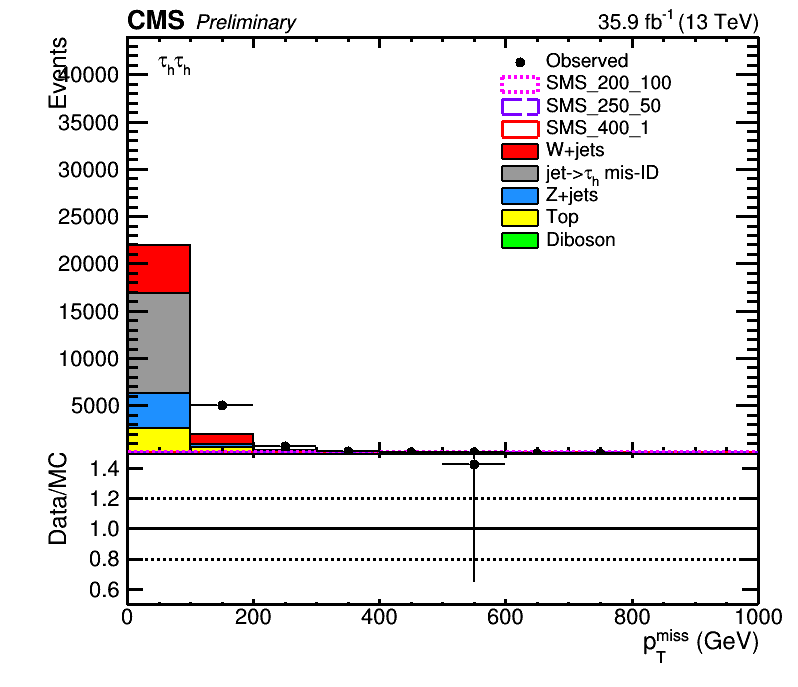 CMS Preliminary 35.9 fb⁻¹ (13 TeV)
Events
τhτh
Observed
SMS_200_100
SMS_250_50
SMS_400_1
W+jets
jet->τh mis-ID
Z+jets
Top
Diboson
40000
35000
30000
25000
20000
15000
10000
5000
Data/MC
1.4
1.2
1.0
0.8
0.6
0 200 400 600 800 1000
pTmiss (GeV)